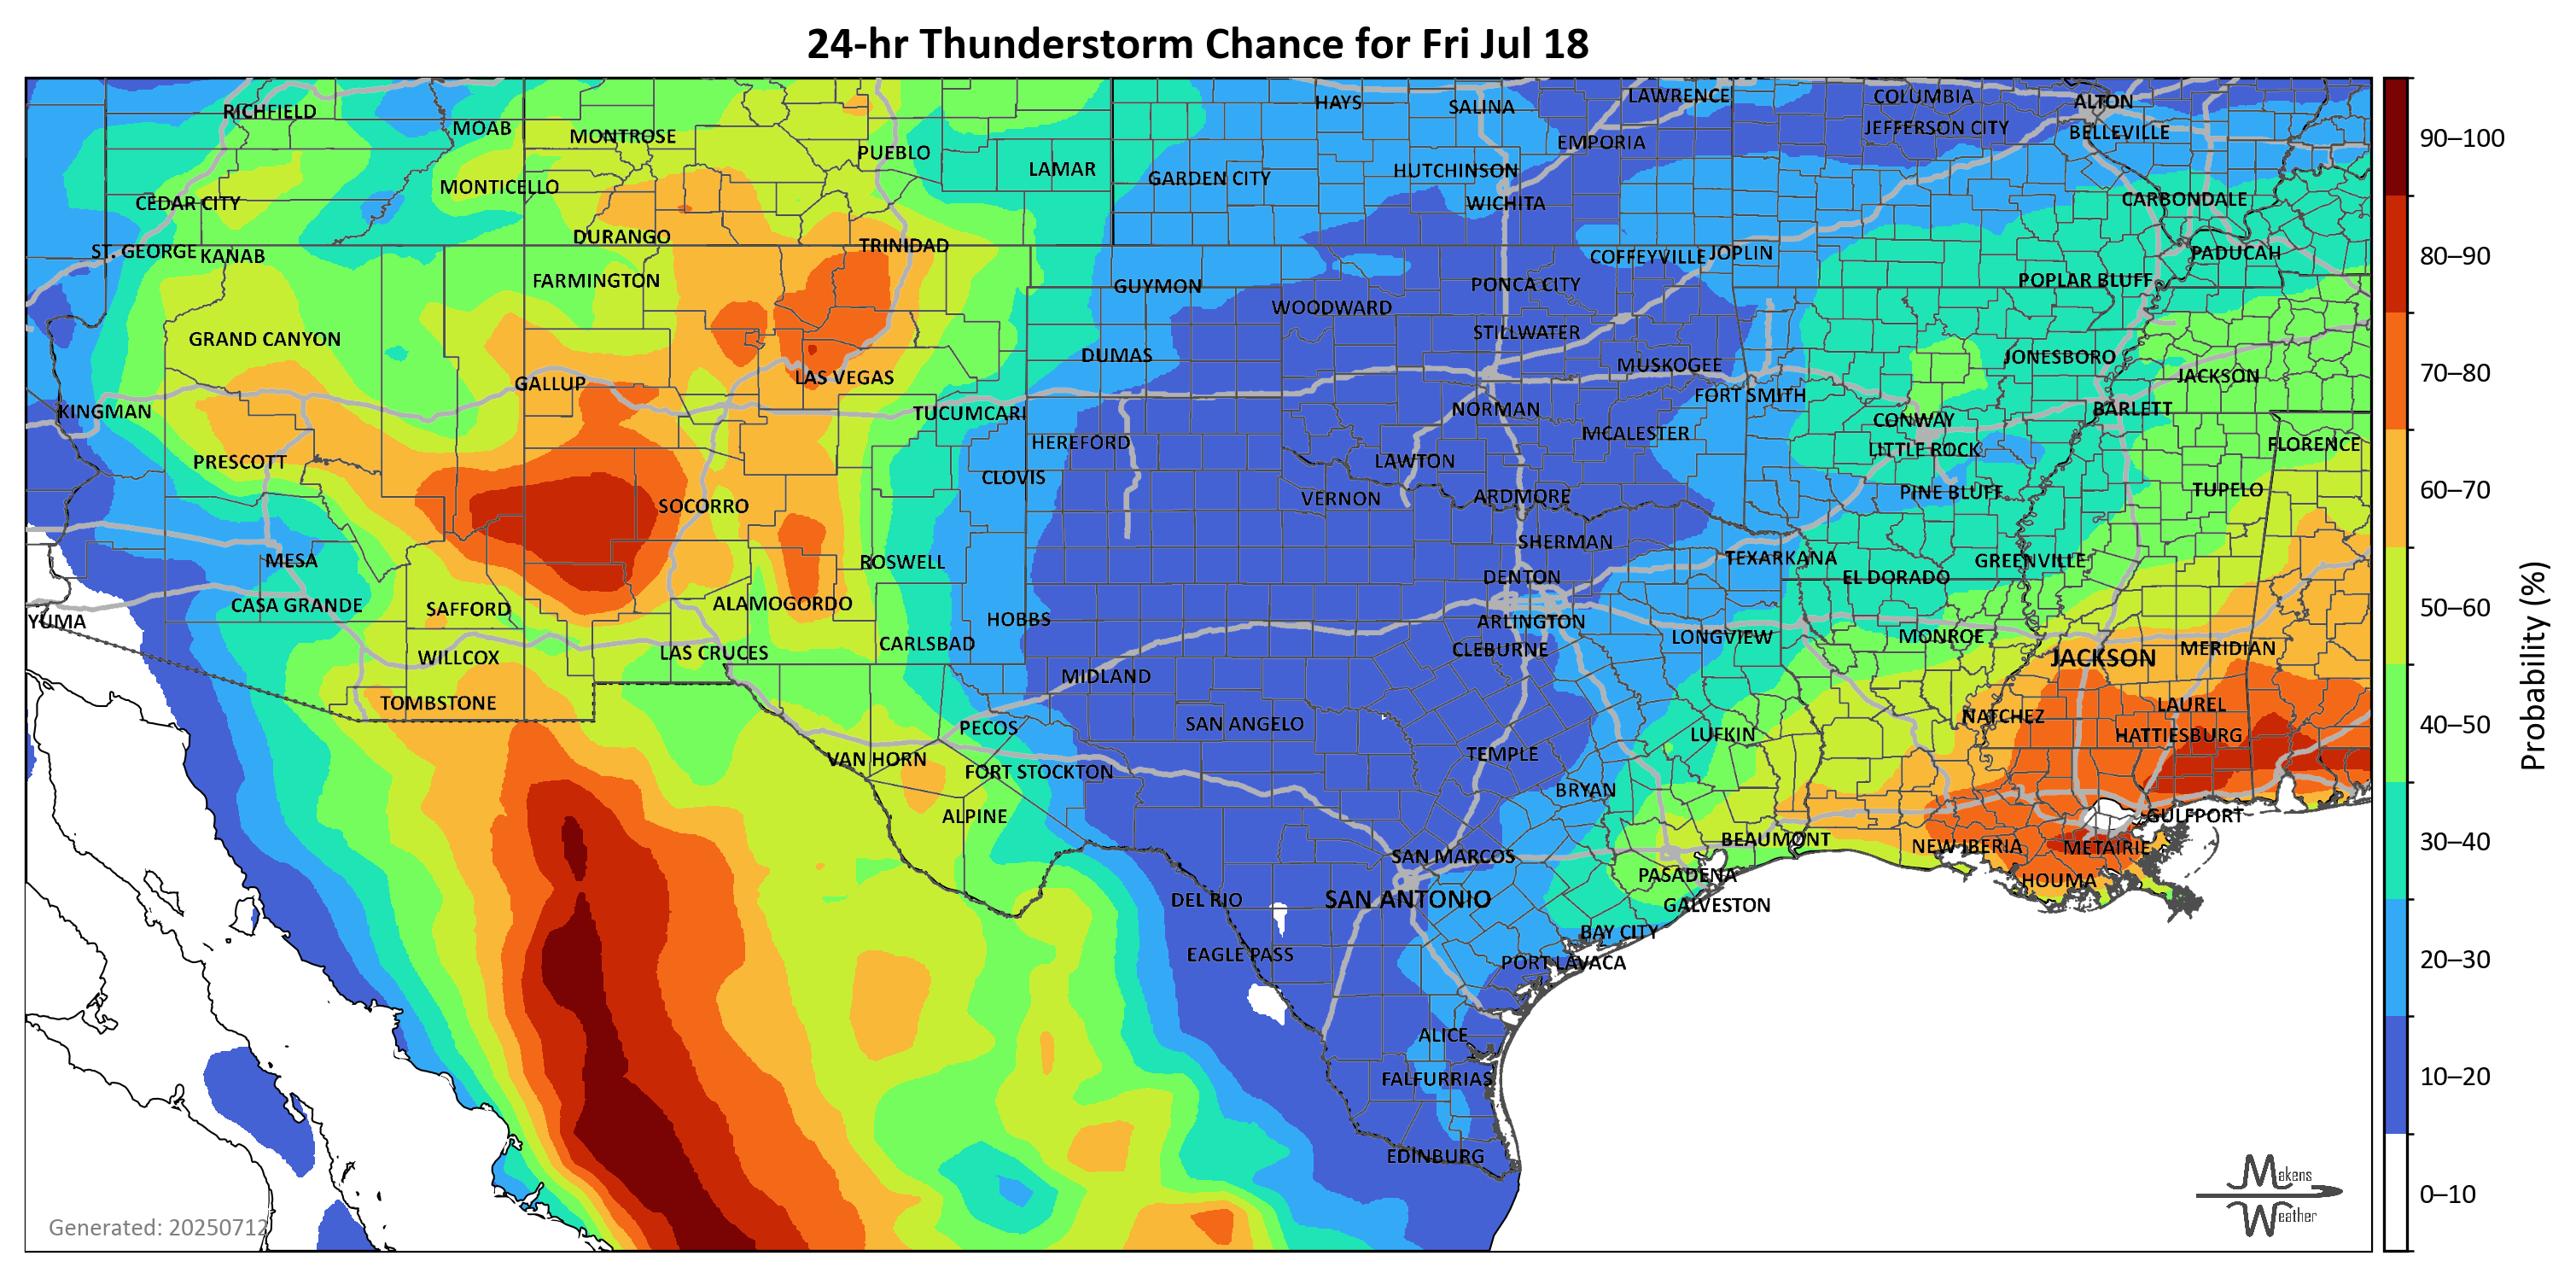 24-hr Thunderstorm Chance for Fri Jul 18
HAYS
SALINA
LAWRENCE
COLUMBIA
ALTON
RICHFIELD
MOAB
MONTROSE
EMPORIA
JEFFERSON CITY
BELLEVILLE
90–100
PUEBLO
LAMAR
HUTCHINSON
GARDEN CITY
MONTICELLO
CEDAR CITY
WICHITA
CARBONDALE
DURANGO
TRINIDAD
ST. GEORGE
KANAB
COFFEYVILLE
JOPLIN
PADUCAH
80–90
FARMINGTON
GUYMON
PONCA CITY
POPLAR BLUFF
WOODWARD
GRAND CANYON
STILLWATER
DUMAS
JONESBORO
MUSKOGEE
70–80
GALLUP
LAS VEGAS
JACKSON
FORT SMITH
KINGMAN
TUCUMCARI
NORMAN
BARLETT
CONWAY
HEREFORD
MCALESTER
LITTLE ROCK
FLORENCE
PRESCOTT
LAWTON
CLOVIS
PINE BLUFF
TUPELO
60–70
SOCORRO
VERNON
ARDMORE
SHERMAN
MESA
ROSWELL
TEXARKANA
GREENVILLE
DENTON
EL DORADO
CASA GRANDE
SAFFORD
ALAMOGORDO
50–60
YUMA
HOBBS
ARLINGTON
LONGVIEW
MONROE
CARLSBAD
WILLCOX
LAS CRUCES
CLEBURNE
JACKSON
MERIDIAN
Probability (%)
MIDLAND
TOMBSTONE
LAUREL
PECOS
SAN ANGELO
NATCHEZ
40–50
LUFKIN
HATTIESBURG
VAN HORN
FORT STOCKTON
TEMPLE
BRYAN
ALPINE
GULFPORT
BEAUMONT
NEW IBERIA
METAIRIE
30–40
SAN MARCOS
PASADENA
HOUMA
DEL RIO
SAN ANTONIO
GALVESTON
BAY CITY
EAGLE PASS
PORT LAVACA
20–30
ALICE
FALFURRIAS
10–20
EDINBURG
Makens
Weather
0–10
Generated: 20250712